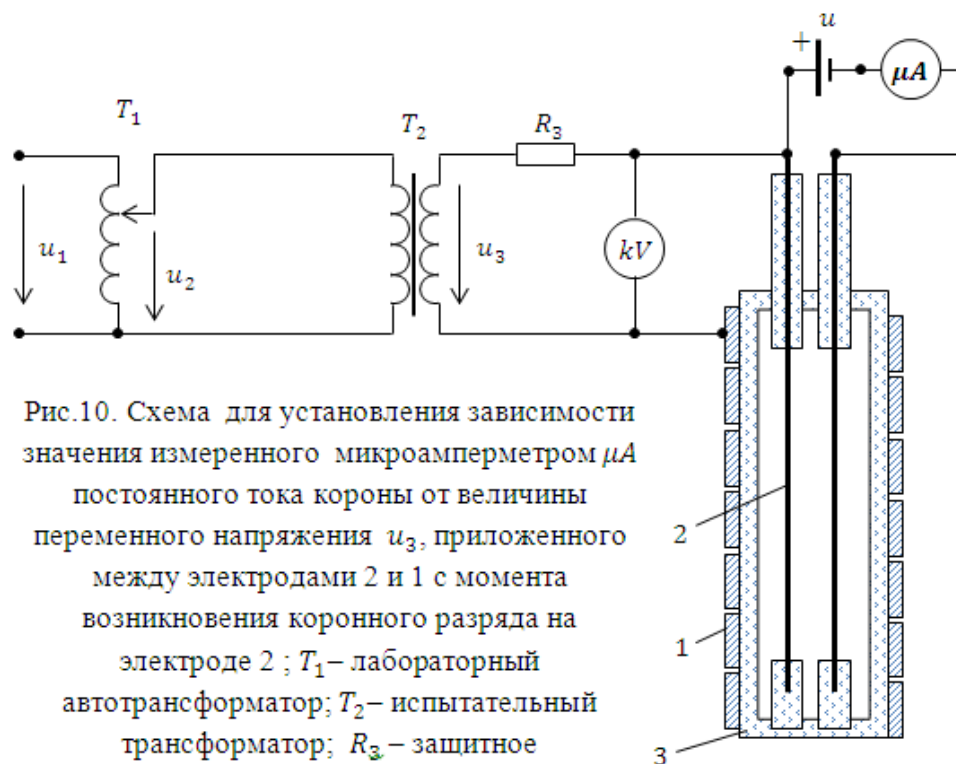 u
+
μA
T₁
T₂
R₃
u₁
u₂
u₃
kV
Рис.10. Схема для установления зависимости
значения измеренного микроамперметром μA
постоянного тока короны от величины
переменного напряжения u₃, приложенного
между электродами 2 и 1 с момента
возникновения коронного разряда на
электроде 2 ; T₁– лабораторный
автотрансформатор; T₂– испытательный
трансформатор; R₃ – защитное
2
1
3